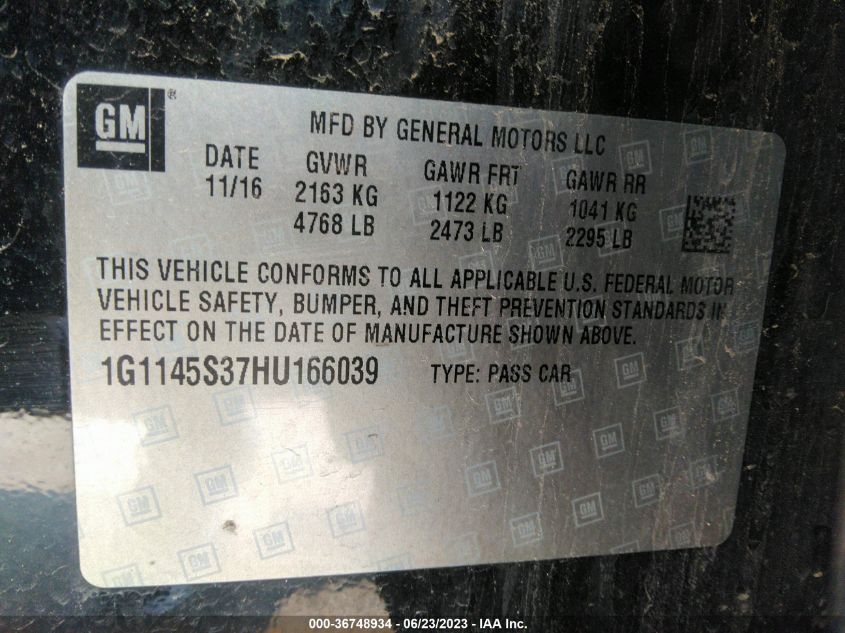 GM ®
MFD BY GENERAL MOTORS LLC
DATE GVWR GAWR FRT GAWR RR
11/16 2163 KG 1122 KG 1041 KG
4768 LB 2473 LB 2295 LB
THIS VEHICLE CONFORMS TO ALL APPLICABLE U.S. FEDERAL MOTOR
VEHICLE SAFETY, BUMPER, AND THEFT PREVENTION STANDARDS IN
EFFECT ON THE DATE OF MANUFACTURE SHOWN ABOVE.
1G1145S37HU166039 TYPE: PASS CAR
000-36748934 - 06/23/2023 - IAA Inc.